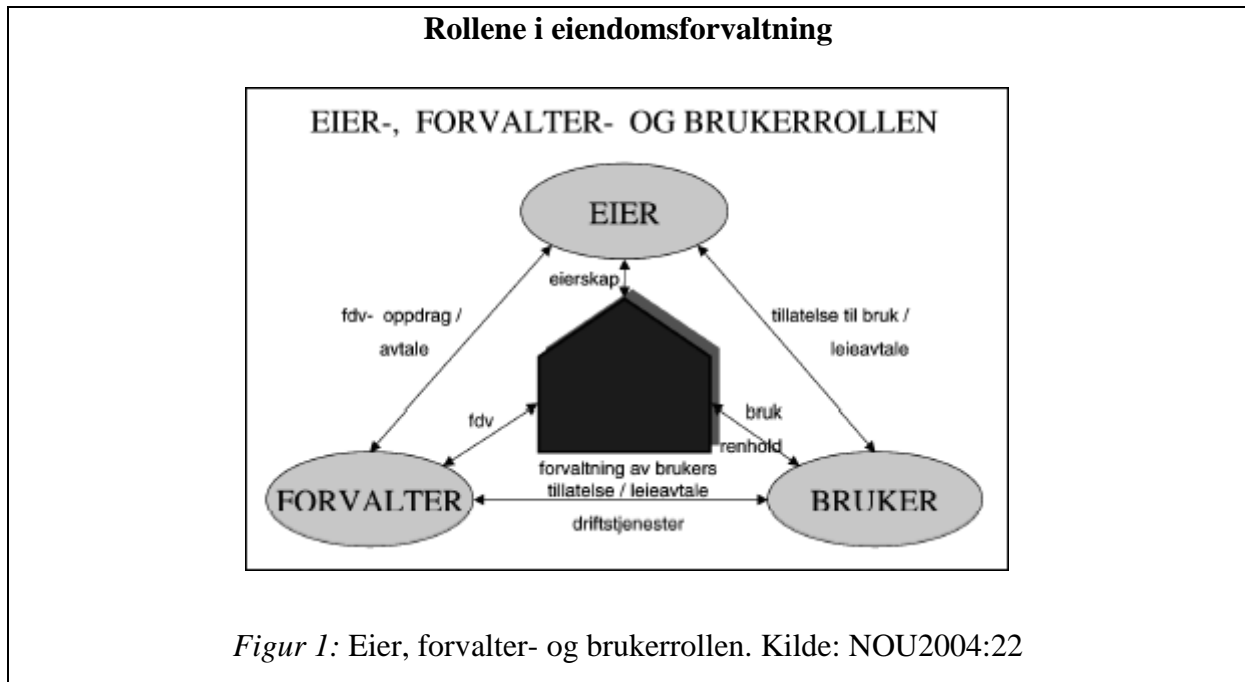 Rollene i eiendomsforvaltning
EIER-, FORVALTER- OG BRUKERROLLEN
EIER
eierskap
fdv- oppdrag /
avtale
tillatelse til bruk /
leieavtale
fdv
bruk
renhold
FORVALTER
forvaltning av brukers
tillatelse / leieavtale
driftstjenester
BRUKER
Figur 1: Eier, forvalter- og brukerrollen. Kilde: NOU2004:22